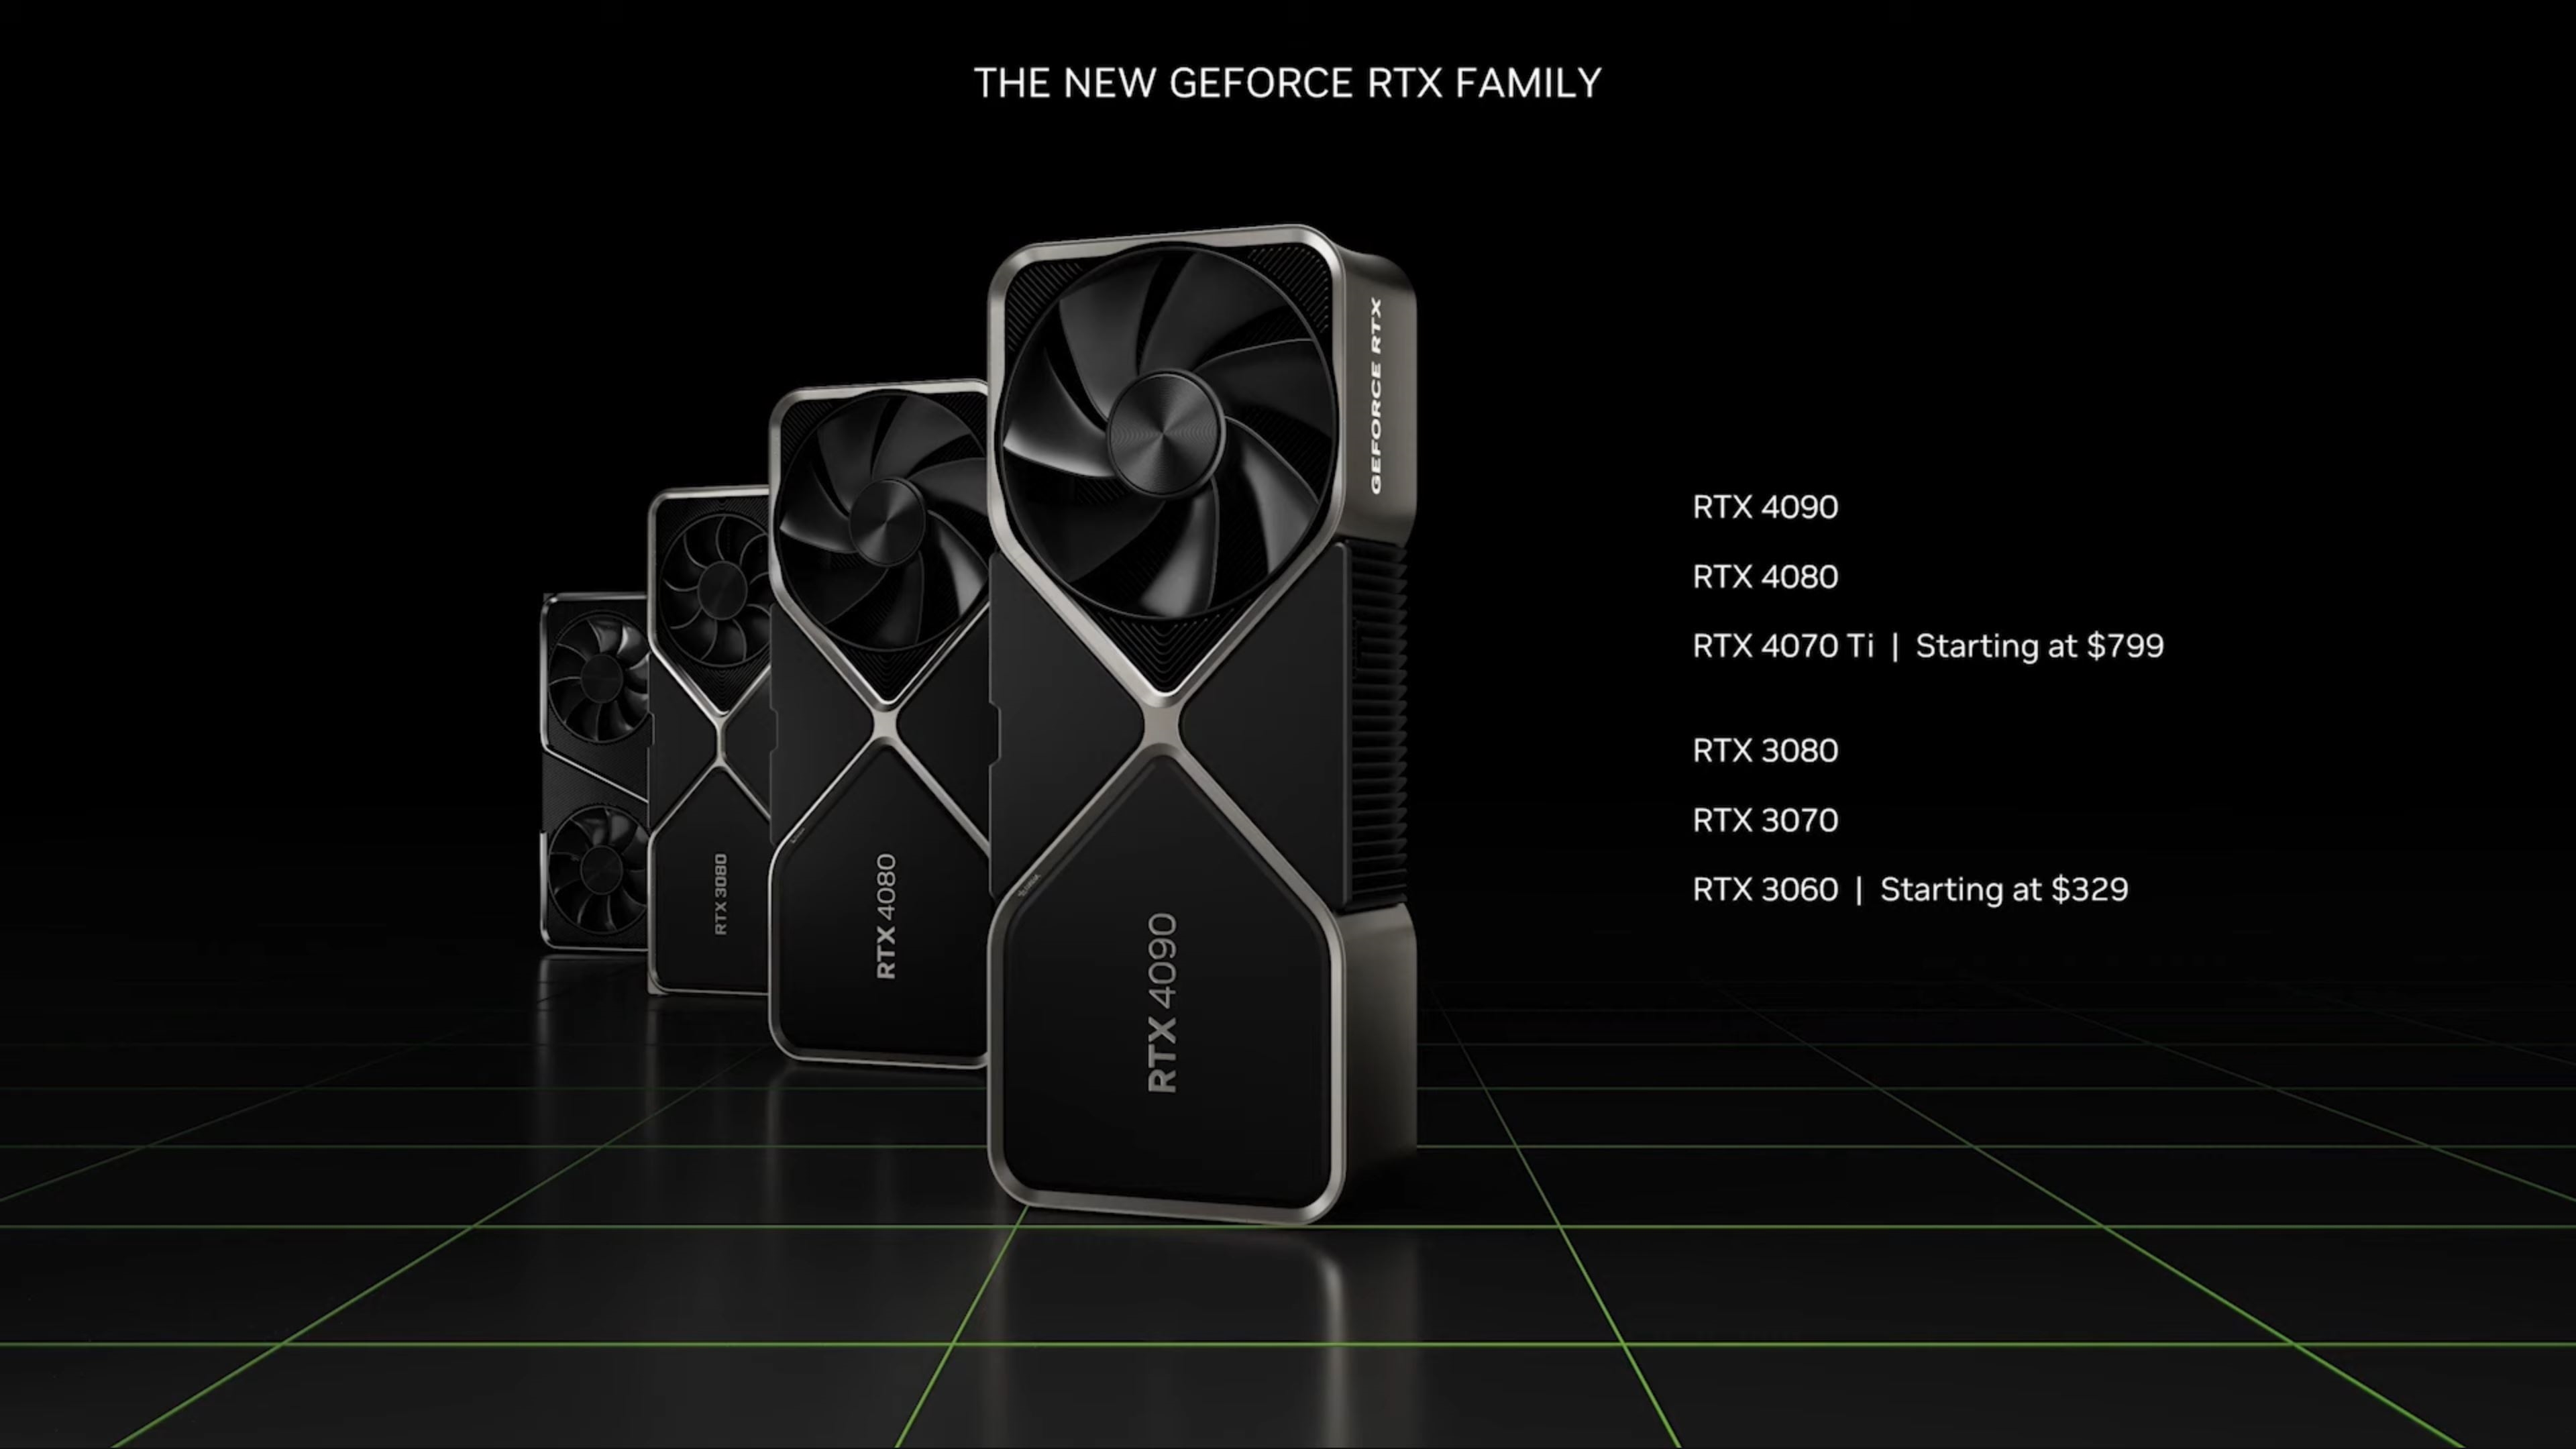 THE NEW GEFORCE RTX FAMILY
GEFORCE RTX
RTX 4090
RTX 4080
RTX 3080
RTX 4090
RTX 4080
RTX 4070 Ti | Starting at $799
RTX 3080
RTX 3070
RTX 3060 | Starting at $329